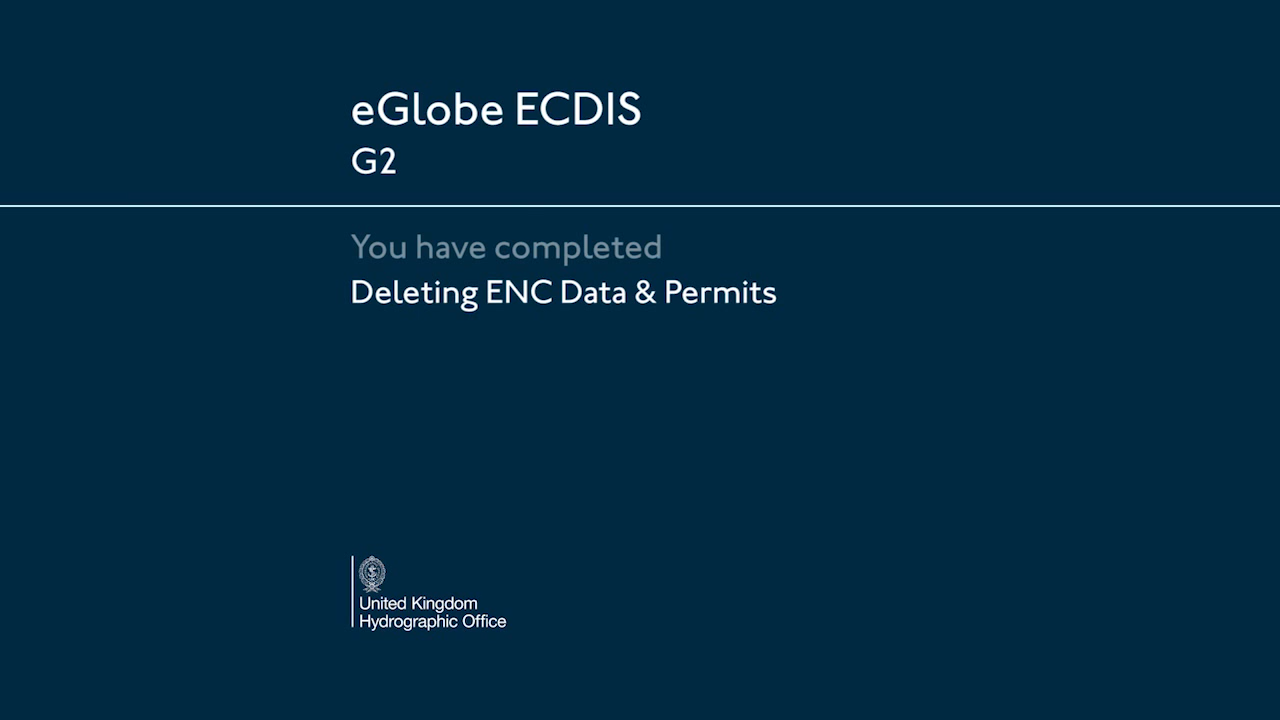 eGlobe ECDIS
G2
You have completed
Deleting ENC Data & Permits
United Kingdom
Hydrographic Office